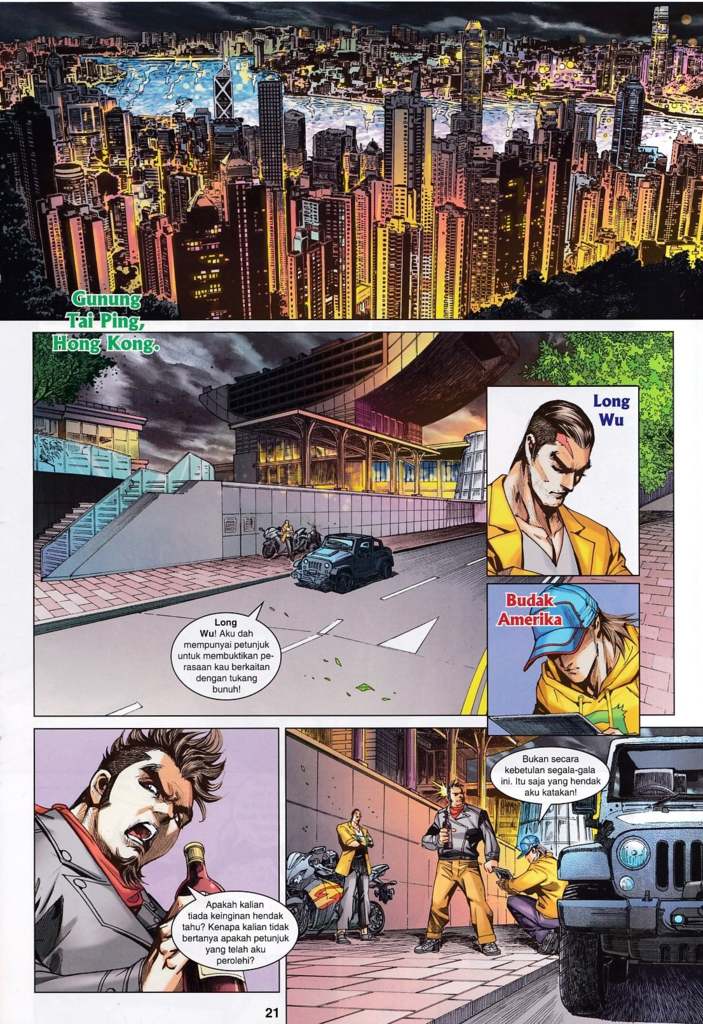 Gunung
Tai Ping,
Hong Kong.
Long
Wu
Budak
Amerika
Long
Wu! Aku dah
mempunyai petunjuk
untuk membuktikan pe-
rasaan kau berkaitan
dengan tukang
bunuh!
Apakah kalian
tiada keinginan hendak
tahu? Kenapa kalian tidak
bertanya apakah petunjuk
yang telah aku
perolehi?
Bukan secara
kebetulan segala-gala
ini. Itu saja yang hendak
aku katakan!
21